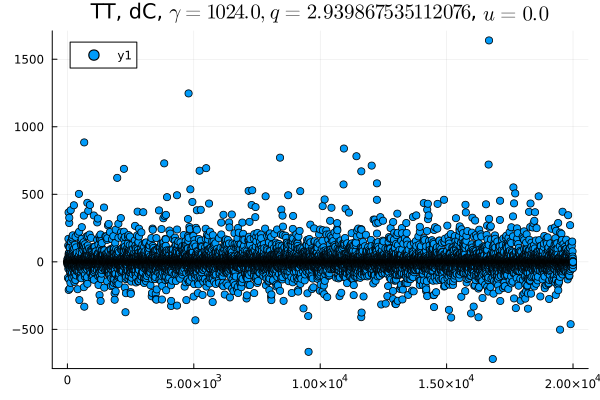 TT, dC, γ = 1024.0, q = 2.939867535112076, u = 0.0
y1
1500
1000
500
0
−500
0 5.00×10³ 1.00×10⁴ 1.50×10⁴ 2.00×10⁴